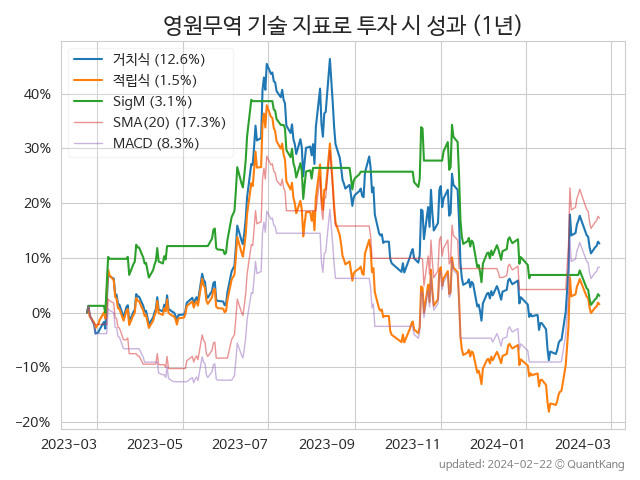 영원무역 기술 지표로 투자 시 성과 (1년)
거치식 (12.6%)
적립식 (1.5%)
SigM (3.1%)
SMA(20) (17.3%)
MACD (8.3%)
40%
30%
20%
10%
0%
−10%
−20%
2023-03 2023-05 2023-07 2023-09 2023-11 2024-01 2024-03
updated: 2024-02-22 © QuantKang